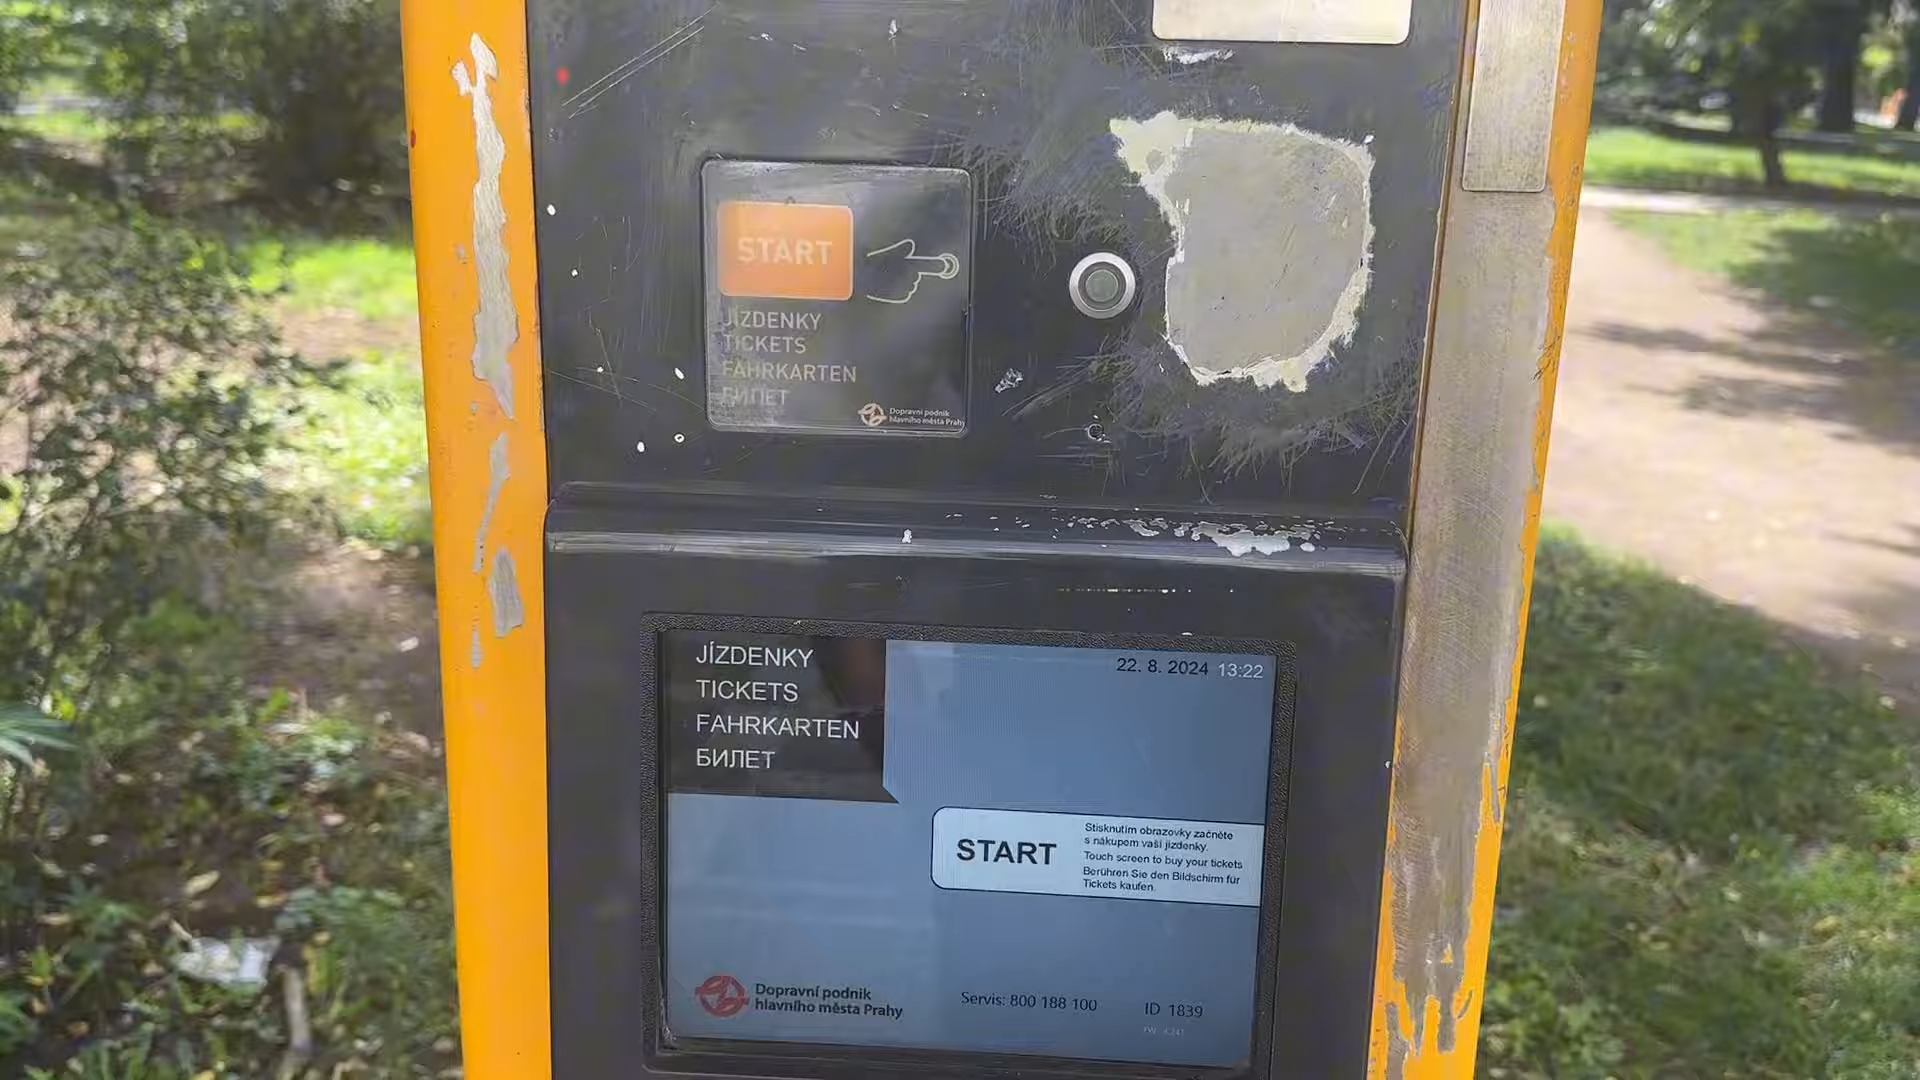 START
JÍZDENKY
TICKETS
FAHRKARTEN
БИЛЕТ
Dopravní podnik
hlavního města Prahy
JÍZDENKY
TICKETS
FAHRKARTEN
БИЛЕТ
22. 8. 2024 13:22
START
Stisknutím obrazovky začněte
s nákupem vaší jízdenky.
Touch screen to buy your tickets
Berühren Sie den Bildschirm für
Tickets kaufen.
Dopravní podnik
hlavního města Prahy
Servis: 800 188 100
ID 1839